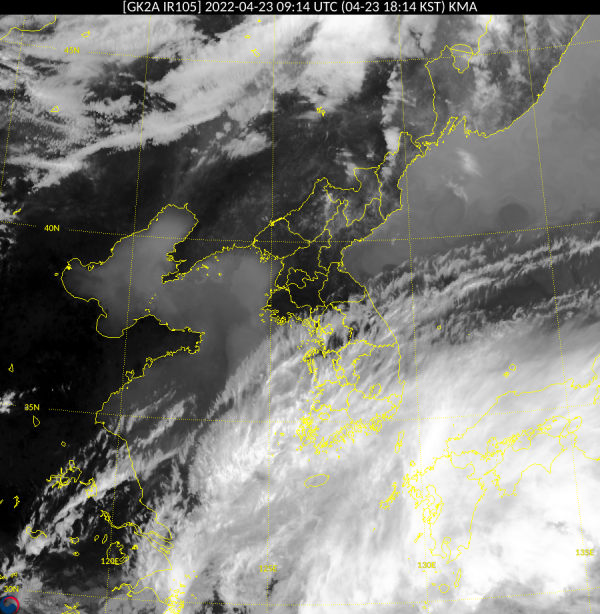 [GK2A IR105] 2022-04-23 09:14 UTC (04-23 18:14 KST) KMA
45N
40N
35N
120E
125E
130E
135E
30N